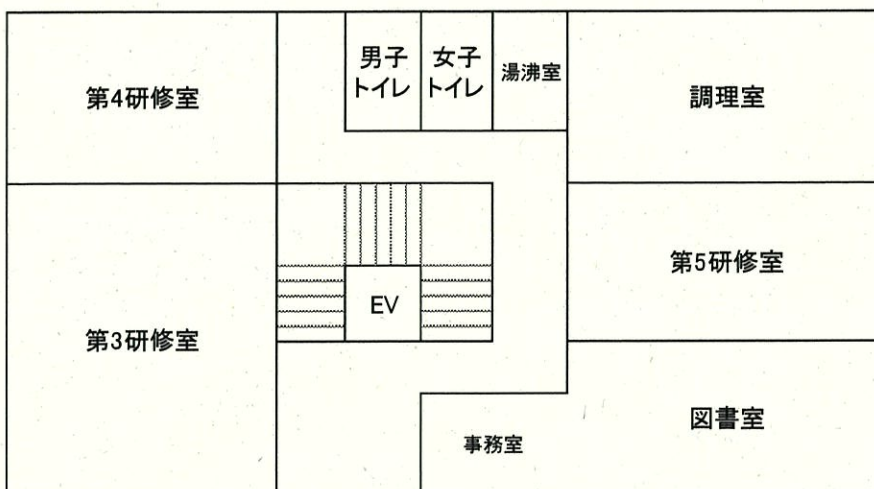 第4研修室
男子
トイレ
女子
トイレ
湯沸室
調理室
第3研修室
EV
第5研修室
事務室
図書室